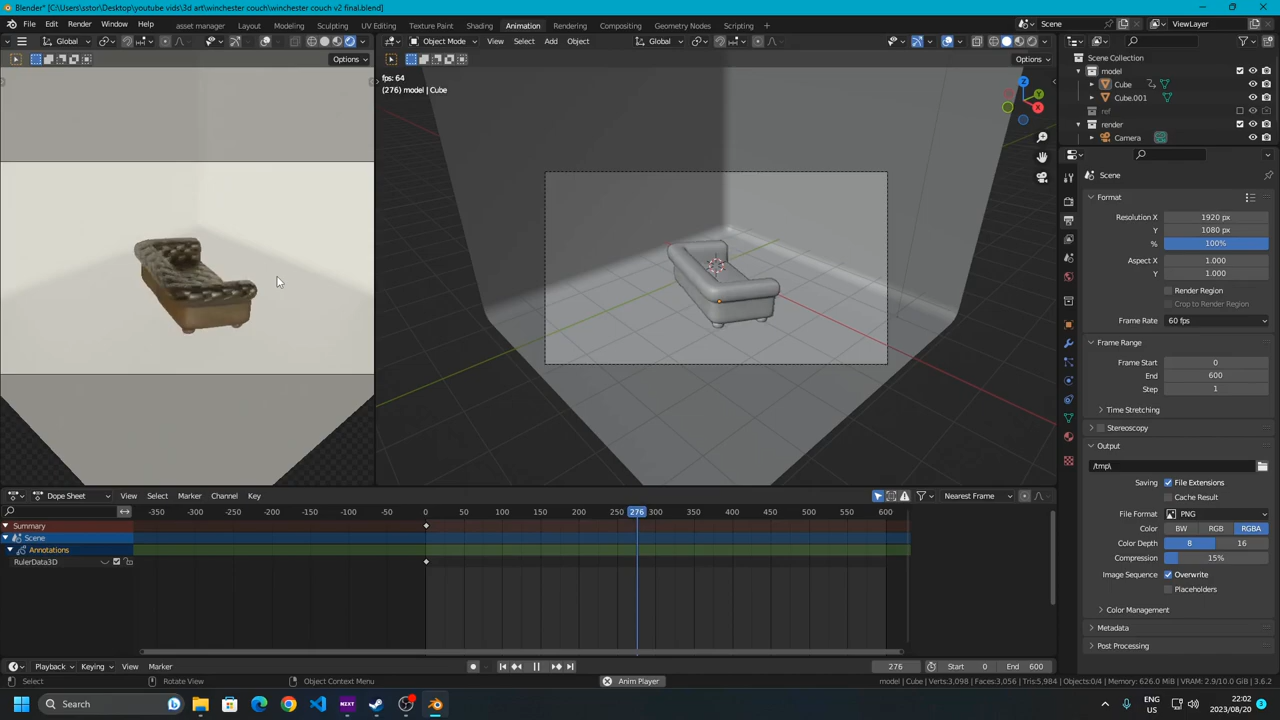 Blender* [C:\Users\sstor\Desktop\youtube vids\3d art\winchester couch\winchester couch v2 final.blend]
File Edit Render Window Help asset manager Layout Modeling Sculpting UV Editing Texture Paint Shading Animation Rendering Compositing Geometry Nodes Scripting Scene ViewLayer
Global Object Mode View Select Add Object Global
Options Options
fps: 64
(276) model | Cube
Z
Y
X
Scene Collection
model
Cube
Cube.001
ref
render
Camera
Scene
Format
Resolution X 1920 px
Y 1080 px
% 100%
Aspect X 1.000
Y 1.000
Render Region
Crop to Render Region
Frame Rate 60 fps
Frame Range
Frame Start 0
End 600
Step 1
Time Stretching
Stereoscopy
Output
/tmp\
Saving File Extensions
Cache Result
File Format PNG
Color BW RGB RGBA
Color Depth 8 16
Compression 15%
Image Sequence Overwrite
Placeholders
Color Management
Metadata
Post Processing
Dope Sheet View Select Marker Channel Key Nearest Frame
-350 -300 -250 -200 -150 -100 -50 0 50 100 150 200 250 276 300 350 400 450 500 550 600
Summary
Scene
Annotations
RulerData3D
Playback Keying View Marker 276 Start 0 End 600
Select Rotate View Object Context Menu Anim Player model | Cube | Verts:3,098 | Faces:3,056 | Tris:5,984 | Objects:0/4 | Memory: 626.0 MiB | VRAM: 2.9/10.0 GiB | 3.6.2
Search NZXT ENG US 22:02 2023/08/20 3